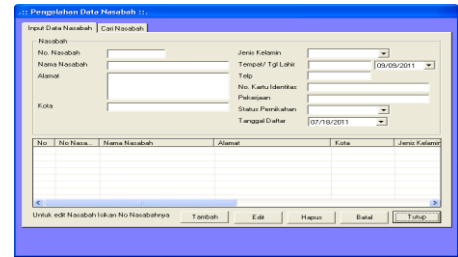 .:: Pengolahan Data Nasabah ::.
Input Data Nasabah Cari Nasabah
Nasabah
No. Nasabah
Nama Nasabah
Alamat
Kota
Jenis Kelamin
Tempat/ Tgl Lahir 09/09/2011
Telp
No. Kartu Identitas
Pekerjaan
Status Pernikahan
Tanggal Daftar 07/18/2011
No No Nasa... Nama Nasabah Alamat Kota Jenis Kelamin
Untuk edit Nasabah Isikan No Nasabahnya Tambah Edit Hapus Batal Tutup